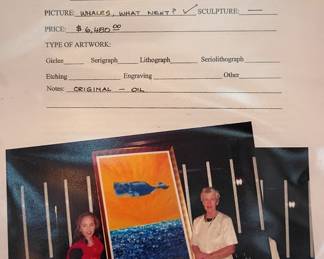 PICTURE: WHALES, WHAT NEXT? ✓ SCULPTURE: —
PRICE: $6,480.00
TYPE OF ARTWORK:
Giclee Serigraph Lithograph Seriolithograph
Etching Engraving Other
Notes: ORIGINAL — OIL